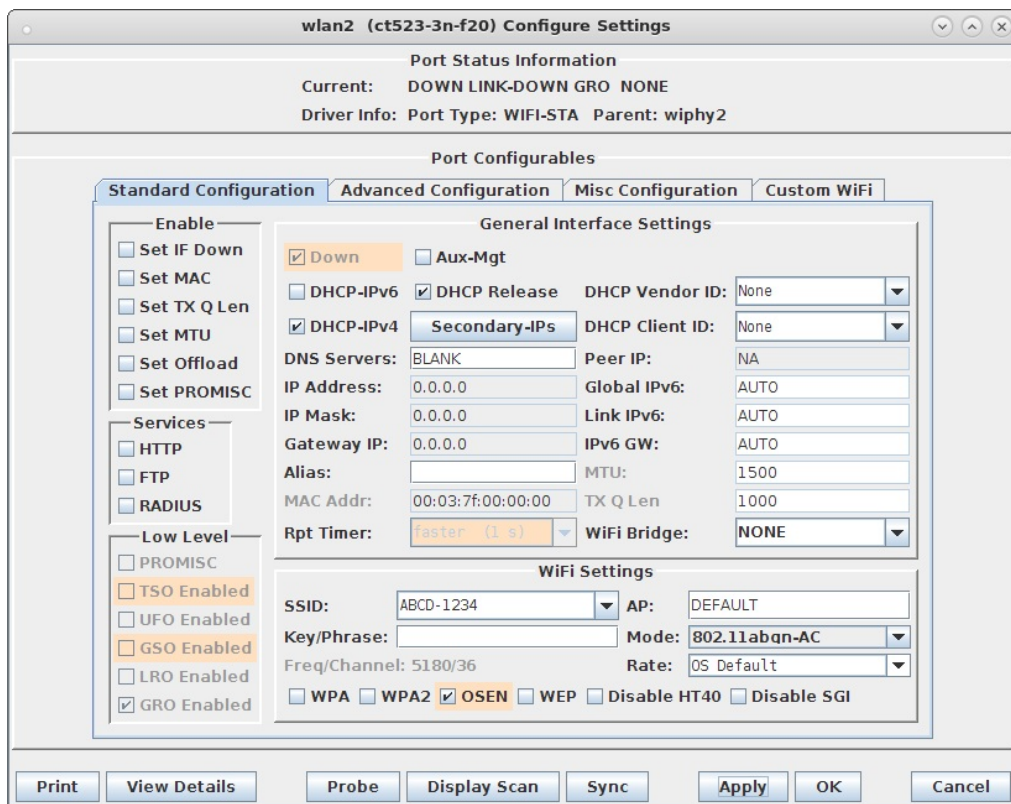 wlan2 (ct523-3n-f20) Configure Settings
Port Status Information
Current: DOWN LINK-DOWN GRO NONE
Driver Info: Port Type: WIFI-STA Parent: wiphy2
Port Configurables
Standard Configuration Advanced Configuration Misc Configuration Custom WiFi
Enable
Set IF Down
Set MAC
Set TX Q Len
Set MTU
Set Offload
Set PROMISC
Services
HTTP
FTP
RADIUS
Low Level
PROMISC
TSO Enabled
UFO Enabled
GSO Enabled
LRO Enabled
GRO Enabled
General Interface Settings
Down Aux-Mgt
DHCP-IPv6 DHCP Release DHCP Vendor ID: None
DHCP-IPv4 Secondary-IPs DHCP Client ID: None
DNS Servers: BLANK Peer IP: NA
IP Address: 0.0.0.0 Global IPv6: AUTO
IP Mask: 0.0.0.0 Link IPv6: AUTO
Gateway IP: 0.0.0.0 IPv6 GW: AUTO
Alias: MTU: 1500
MAC Addr: 00:03:7f:00:00:00 TX Q Len 1000
Rpt Timer: faster (1 s) WiFi Bridge: NONE
WiFi Settings
SSID: ABCD-1234 AP: DEFAULT
Key/Phrase: Mode: 802.11abgn-AC
Freq/Channel: 5180/36 Rate: OS Default
WPA WPA2 OSEN WEP Disable HT40 Disable SGI
Print View Details Probe Display Scan Sync Apply OK Cancel